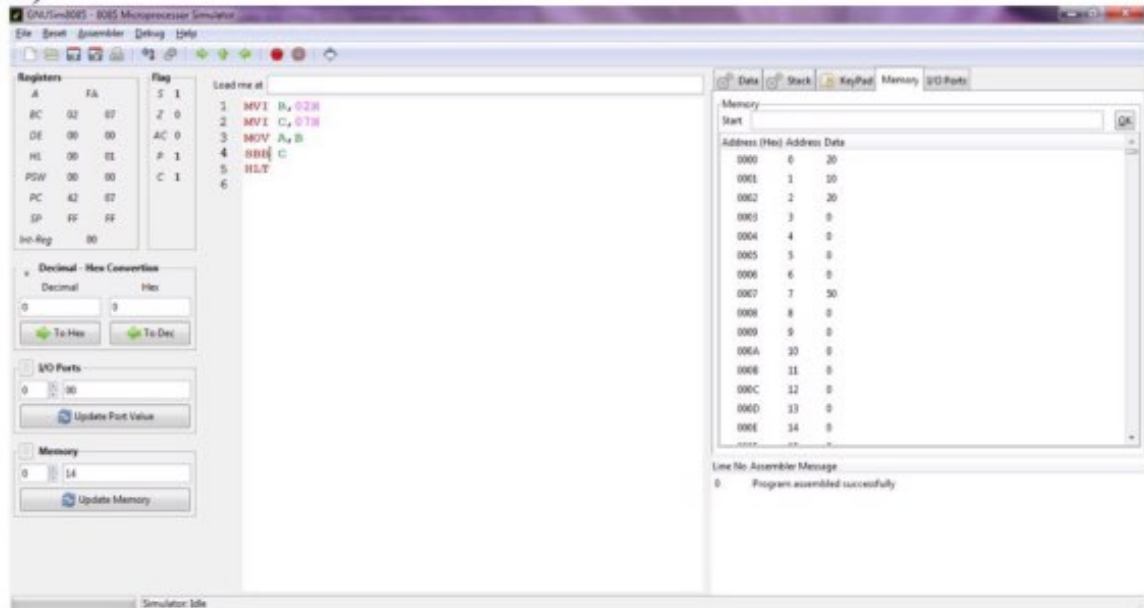 GNUSim8085 - 8085 Microprocessor Simulator
File Reset Assembler Debug Help
Registers
A FA
BC 02 07
DE 00 00
HL 00 01
PSW 00 00
PC 42 07
SP FF FF
Int-Reg 00
Flag
S 1
Z 0
AC 0
P 1
C 1
Decimal - Hex Convertion
Decimal Hex
0 0
To Hex To Dec
I/O Ports
0 00
Update Port Value
Memory
0 14
Update Memory
Load me at
1 MVI B,02H
2 MVI C,07H
3 MOV A,B
4 SBB C
5 HLT
6
Data Stack KeyPad Memory I/O Ports
Memory
Start OK
Address (Hex) Address Data
0000 0 20
0001 1 10
0002 2 20
0003 3 0
0004 4 0
0005 5 0
0006 6 0
0007 7 50
0008 8 0
0009 9 0
000A 10 0
000B 11 0
000C 12 0
000D 13 0
000E 14 0
Line No Assembler Message
0 Program assembled successfully
Simulator: Idle